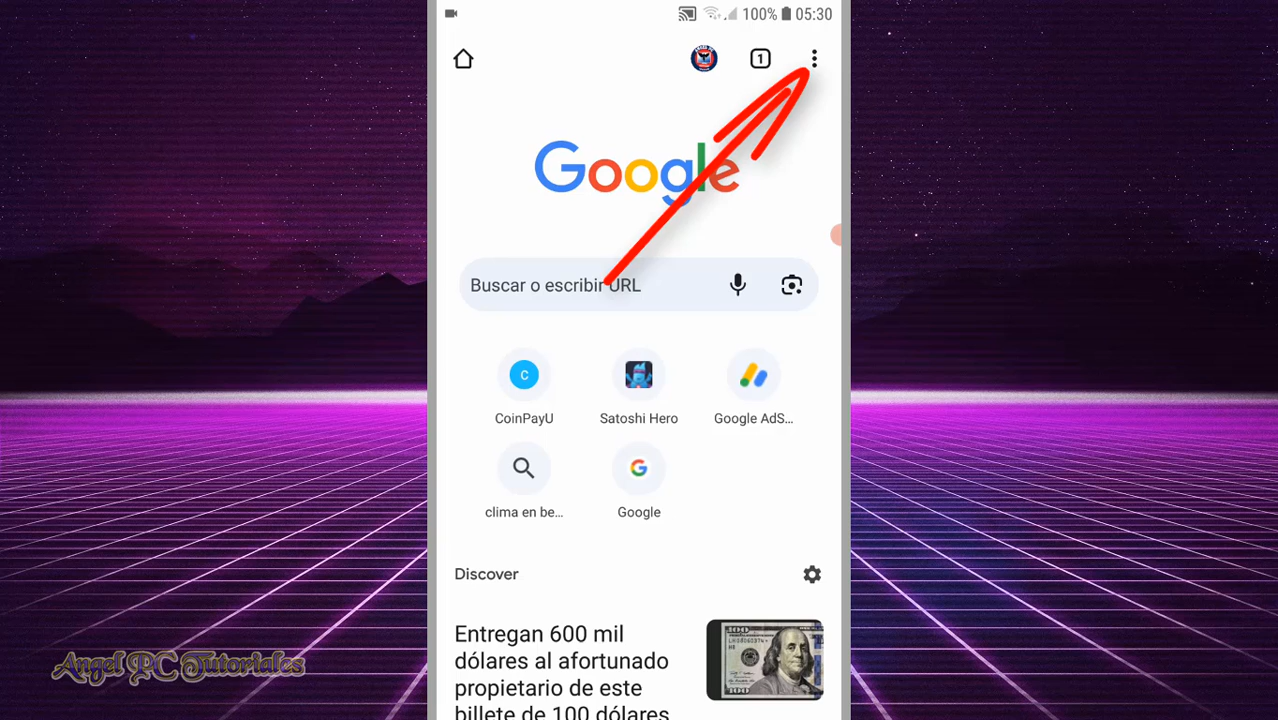 100% 05:30
1
Google
Buscar o escribir URL
C
CoinPayU
Satoshi Hero
Google AdS...
clima en be...
Google
Discover
Entregan 600 mil
dólares al afortunado
propietario de este
billete de 100 dólares
Angel PC Tutoriales